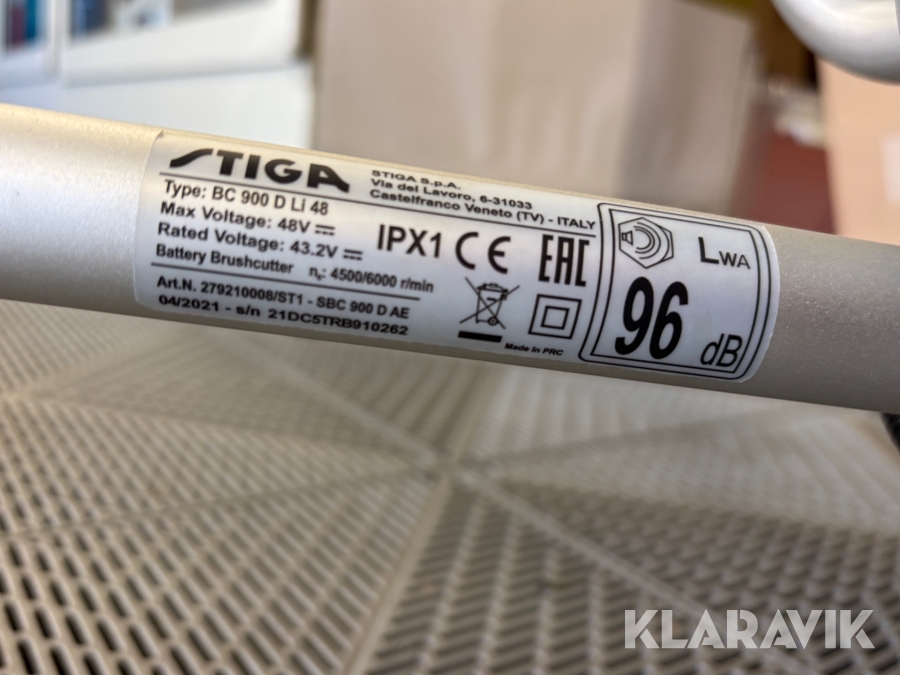 STIGA
STIGA S.p.A.
Via del Lavoro, 6-31033
Castelfranco Veneto (TV) - ITALY
Type: BC 900 D Li 48
Max Voltage: 48V
Rated Voltage: 43.2V
Battery Brushcutter n₀: 4500/6000 r/min
Art.N. 279210008/ST1 - SBC 900 D AE
04/2021 - s/n 21DC5TRB910262
IPX1 CE EAC
Made in PRC
LWA
96
dB
KLARAVIK